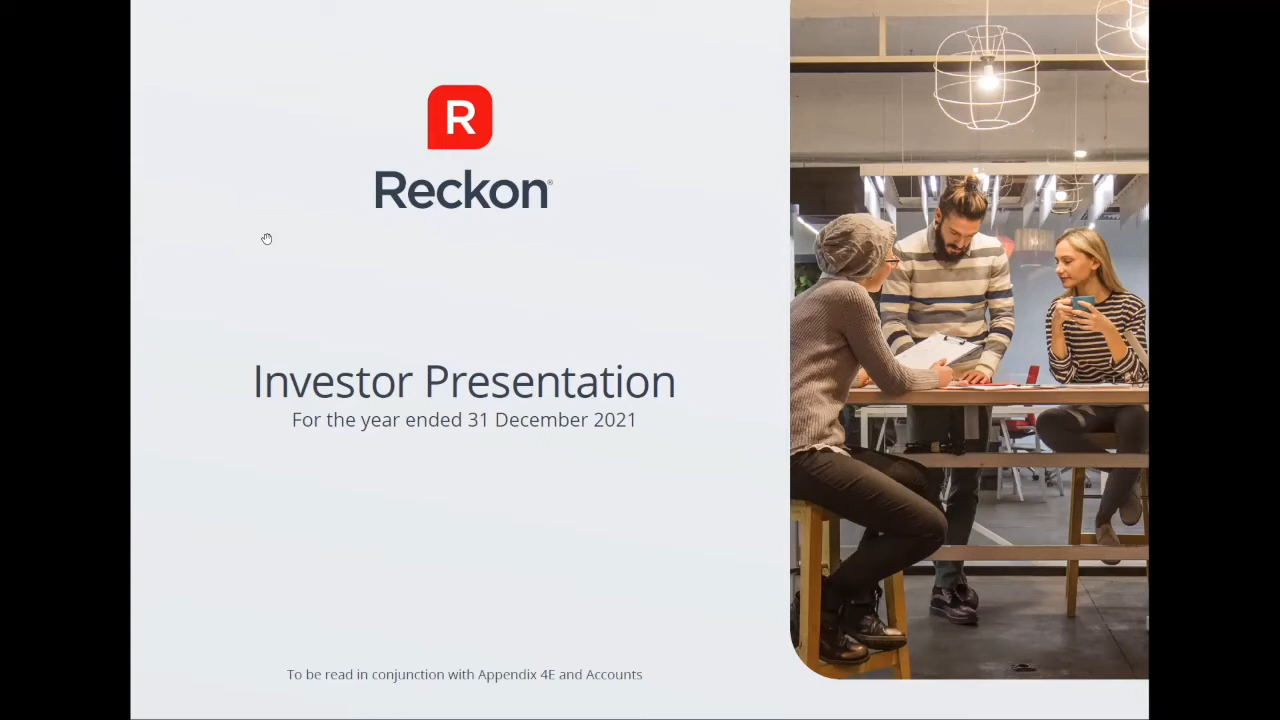 R
Reckon®
Investor Presentation
For the year ended 31 December 2021
To be read in conjunction with Appendix 4E and Accounts